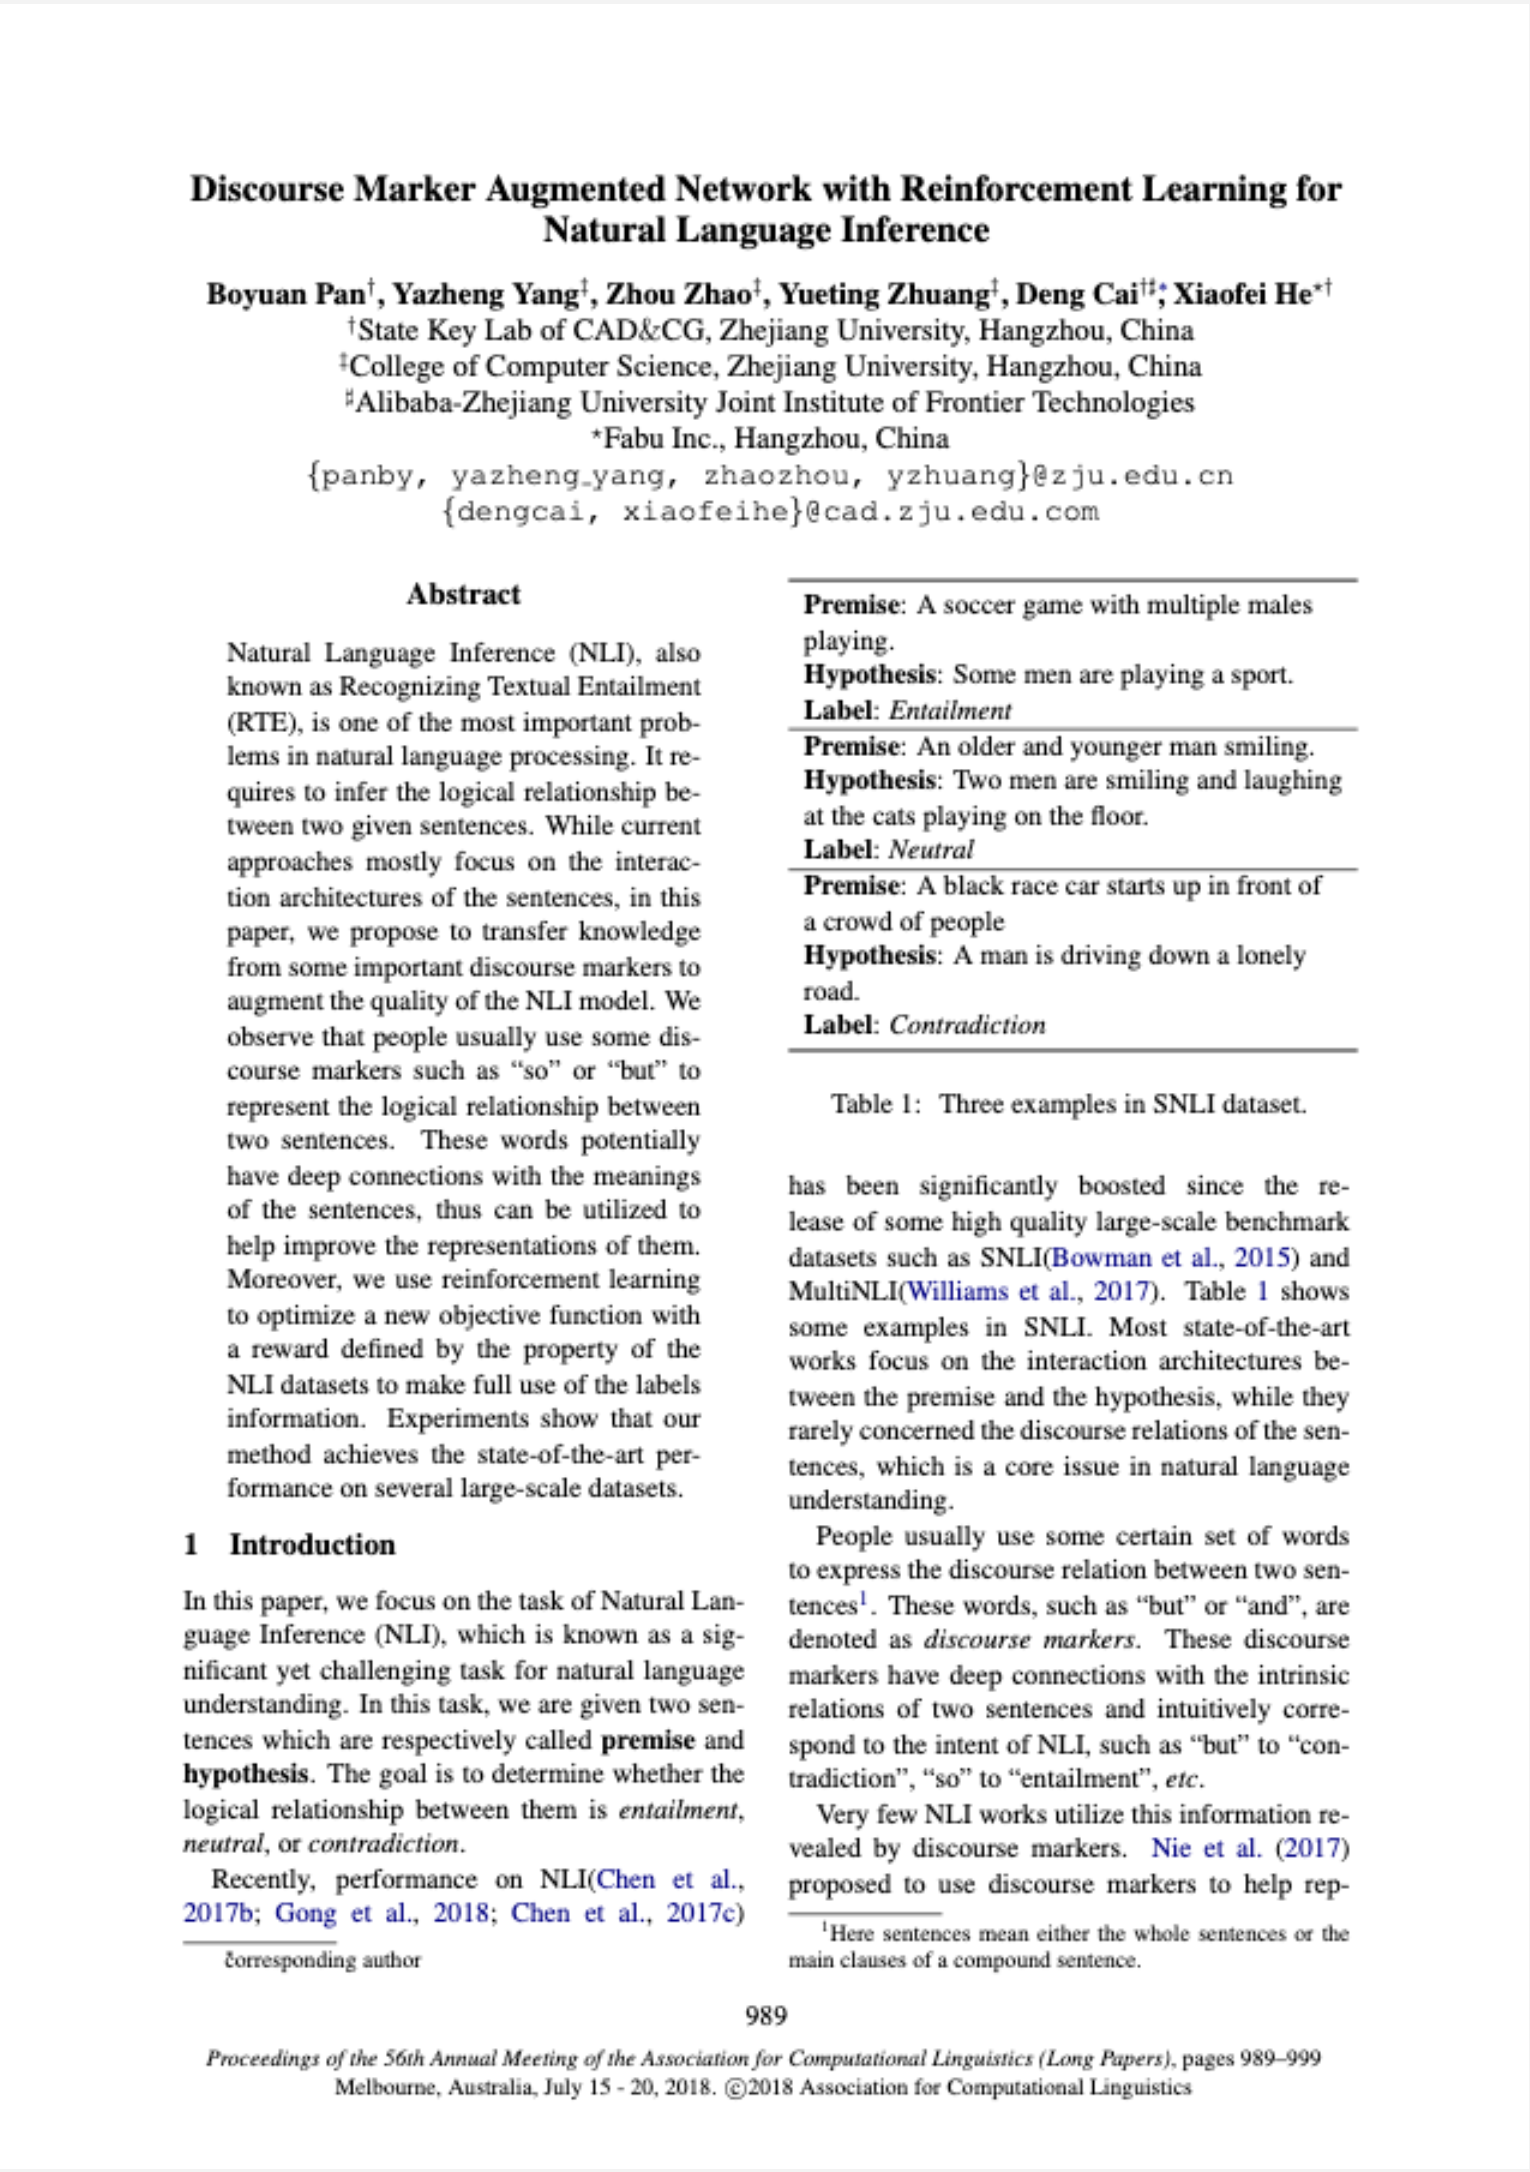 Discourse Marker Augmented Network with Reinforcement Learning for
Natural Language Inference
Boyuan Pan†, Yazheng Yang‡, Zhou Zhao‡, Yueting Zhuang‡, Deng Cai†♯*, Xiaofei He⋆†
†State Key Lab of CAD&CG, Zhejiang University, Hangzhou, China
‡College of Computer Science, Zhejiang University, Hangzhou, China
♯Alibaba-Zhejiang University Joint Institute of Frontier Technologies
⋆Fabu Inc., Hangzhou, China
{panby, yazheng_yang, zhaozhou, yzhuang}@zju.edu.cn
{dengcai, xiaofeihe}@cad.zju.edu.com
Abstract
Natural Language Inference (NLI), also
known as Recognizing Textual Entailment
(RTE), is one of the most important prob-
lems in natural language processing. It re-
quires to infer the logical relationship be-
tween two given sentences. While current
approaches mostly focus on the interac-
tion architectures of the sentences, in this
paper, we propose to transfer knowledge
from some important discourse markers to
augment the quality of the NLI model. We
observe that people usually use some dis-
course markers such as “so” or “but” to
represent the logical relationship between
two sentences. These words potentially
have deep connections with the meanings
of the sentences, thus can be utilized to
help improve the representations of them.
Moreover, we use reinforcement learning
to optimize a new objective function with
a reward defined by the property of the
NLI datasets to make full use of the labels
information. Experiments show that our
method achieves the state-of-the-art per-
formance on several large-scale datasets.
1 Introduction
In this paper, we focus on the task of Natural Lan-
guage Inference (NLI), which is known as a sig-
nificant yet challenging task for natural language
understanding. In this task, we are given two sen-
tences which are respectively called premise and
hypothesis. The goal is to determine whether the
logical relationship between them is entailment,
neutral, or contradiction.
Recently, performance on NLI(Chen et al.,
2017b; Gong et al., 2018; Chen et al., 2017c)
*corresponding author
Premise: A soccer game with multiple males
playing.
Hypothesis: Some men are playing a sport.
Label: Entailment
Premise: An older and younger man smiling.
Hypothesis: Two men are smiling and laughing
at the cats playing on the floor.
Label: Neutral
Premise: A black race car starts up in front of
a crowd of people
Hypothesis: A man is driving down a lonely
road.
Label: Contradiction
Table 1: Three examples in SNLI dataset.
has been significantly boosted since the re-
lease of some high quality large-scale benchmark
datasets such as SNLI(Bowman et al., 2015) and
MultiNLI(Williams et al., 2017). Table 1 shows
some examples in SNLI. Most state-of-the-art
works focus on the interaction architectures be-
tween the premise and the hypothesis, while they
rarely concerned the discourse relations of the sen-
tences, which is a core issue in natural language
understanding.
People usually use some certain set of words
to express the discourse relation between two sen-
tences¹. These words, such as “but” or “and”, are
denoted as discourse markers. These discourse
markers have deep connections with the intrinsic
relations of two sentences and intuitively corre-
spond to the intent of NLI, such as “but” to “con-
tradiction”, “so” to “entailment”, etc.
Very few NLI works utilize this information re-
vealed by discourse markers. Nie et al. (2017)
proposed to use discourse markers to help rep-
¹Here sentences mean either the whole sentences or the
main clauses of a compound sentence.
989
Proceedings of the 56th Annual Meeting of the Association for Computational Linguistics (Long Papers), pages 989–999
Melbourne, Australia, July 15 - 20, 2018. ©2018 Association for Computational Linguistics